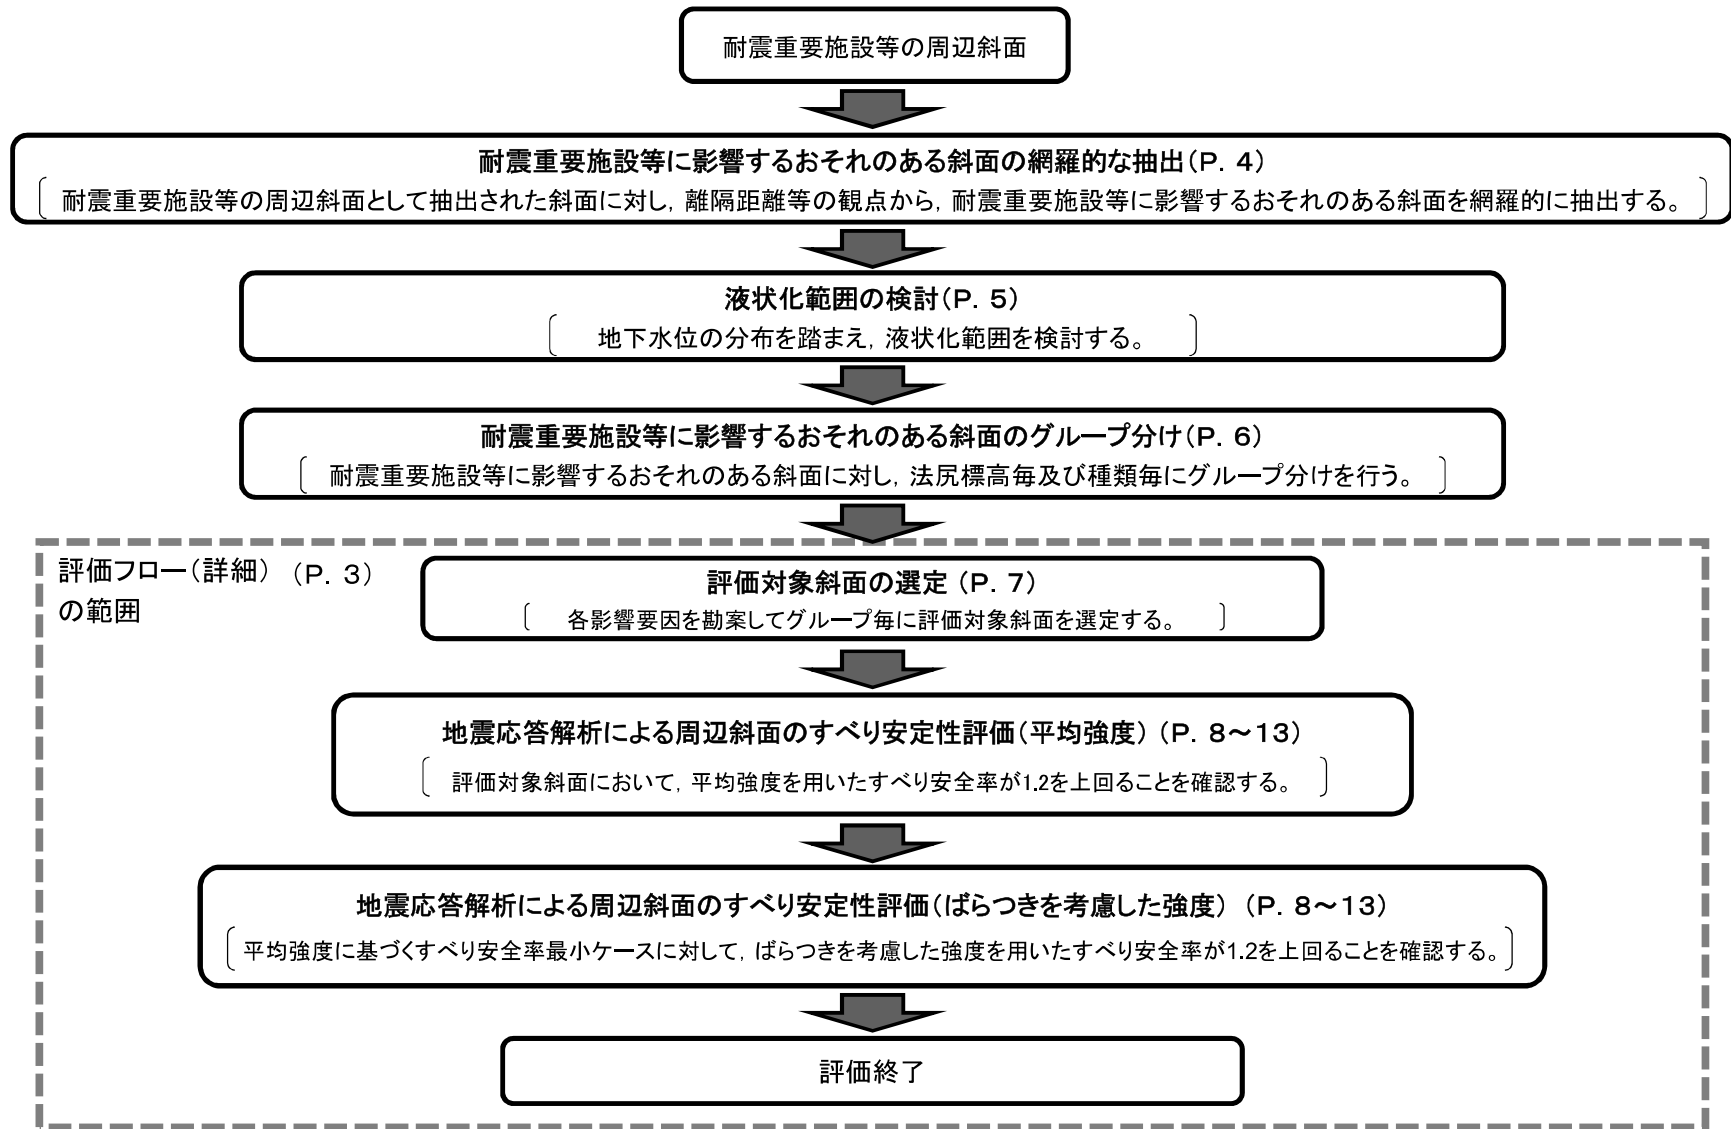 耐震重要施設等の周辺斜面
耐震重要施設等に影響するおそれのある斜面の網羅的な抽出(P. 4)
耐震重要施設等の周辺斜面として抽出された斜面に対し, 離隔距離等の観点から, 耐震重要施設等に影響するおそれのある斜面を網羅的に抽出する。
液状化範囲の検討(P. 5)
地下水位の分布を踏まえ, 液状化範囲を検討する。
耐震重要施設等に影響するおそれのある斜面のグループ分け(P. 6)
耐震重要施設等に影響するおそれのある斜面に対し, 法尻標高毎及び種類毎にグループ分けを行う。
評価フロー(詳細) (P. 3)
の範囲
評価対象斜面の選定 (P. 7)
各影響要因を勘案してグループ毎に評価対象斜面を選定する。
地震応答解析による周辺斜面のすべり安定性評価(平均強度) (P. 8~13)
評価対象斜面において, 平均強度を用いたすべり安全率が1.2を上回ることを確認する。
地震応答解析による周辺斜面のすべり安定性評価(ばらつきを考慮した強度) (P. 8~13)
平均強度に基づくすべり安全率最小ケースに対して, ばらつきを考慮した強度を用いたすべり安全率が1.2を上回ることを確認する。
評価終了